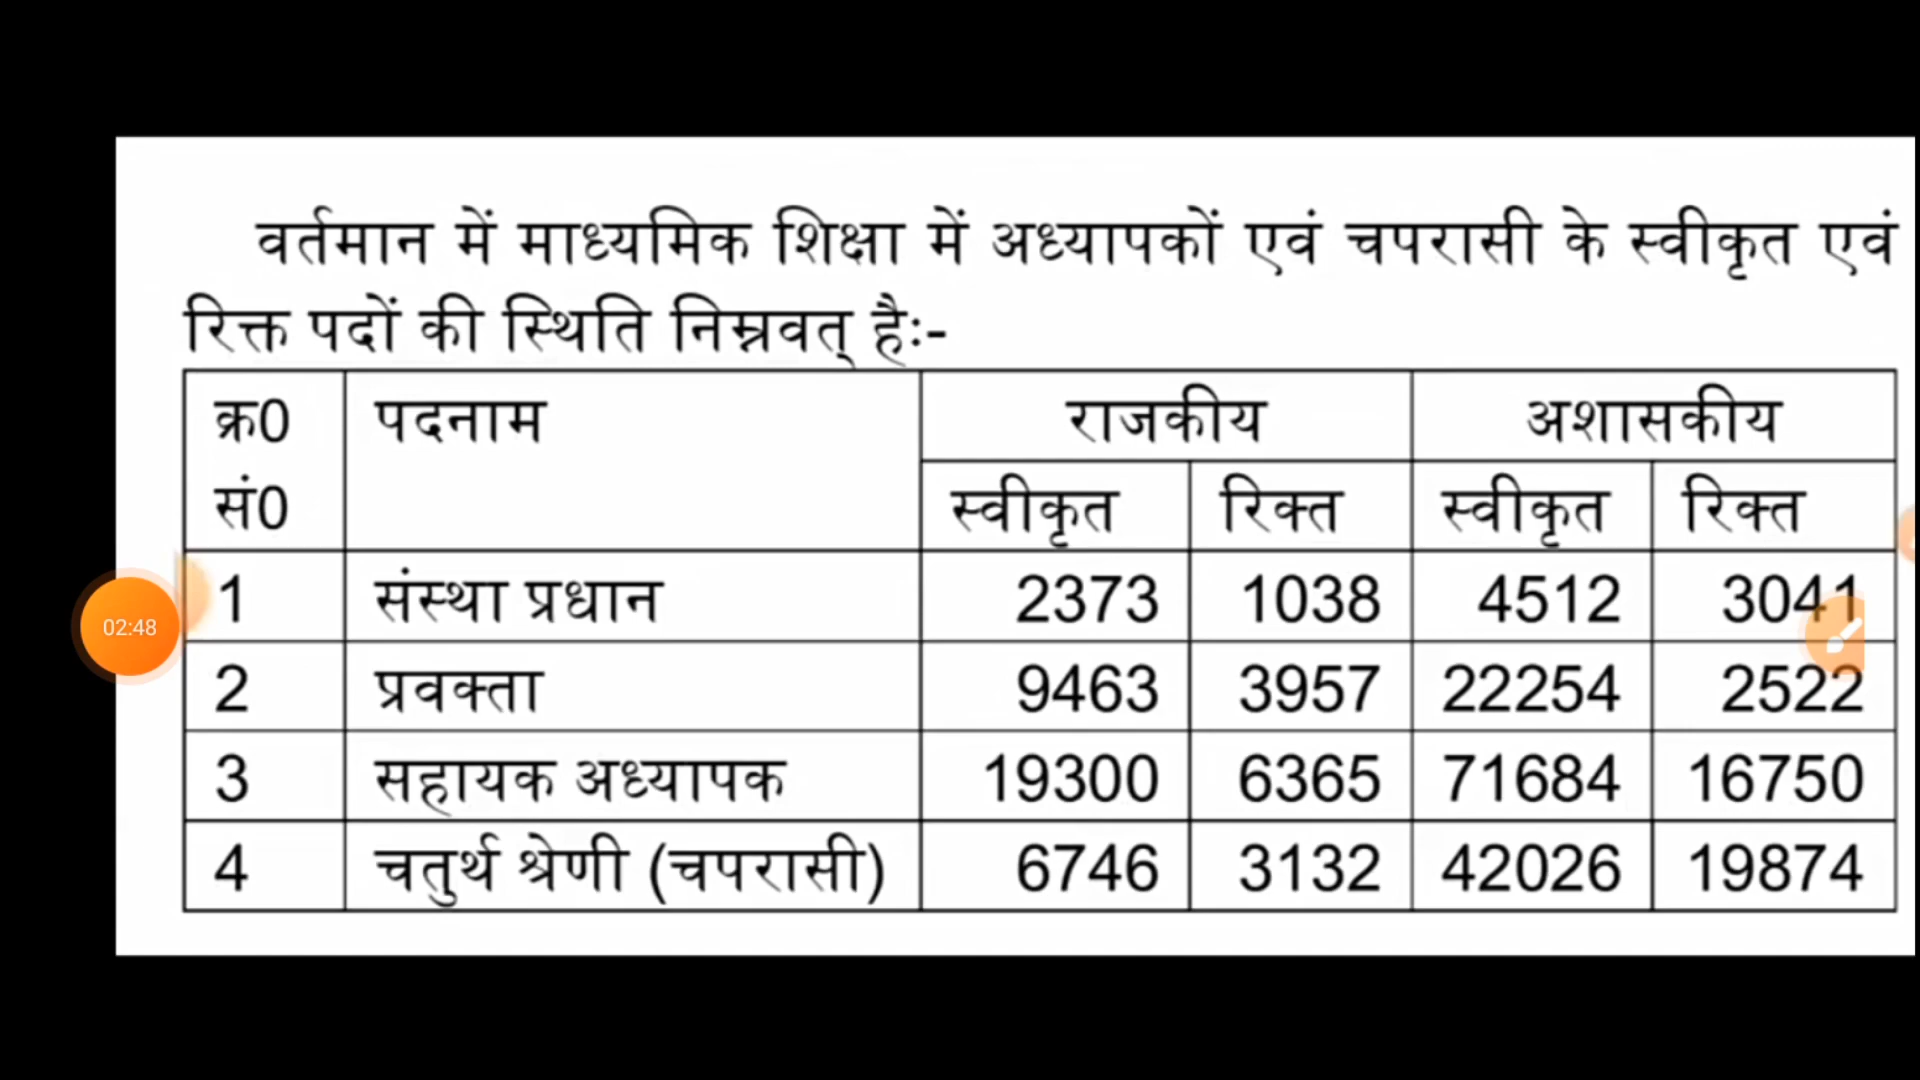 वर्तमान में माध्यमिक शिक्षा में अध्यापकों एवं चपरासी के स्वीकृत एवं
रिक्त पदों की स्थिति निम्नवत् हैः-
क्र0 सं0 पदनाम राजकीय अशासकीय
स्वीकृत रिक्त स्वीकृत रिक्त
1 संस्था प्रधान 2373 1038 4512 3041
2 प्रवक्ता 9463 3957 22254 2522
3 सहायक अध्यापक 19300 6365 71684 16750
4 चतुर्थ श्रेणी (चपरासी) 6746 3132 42026 19874
02:48